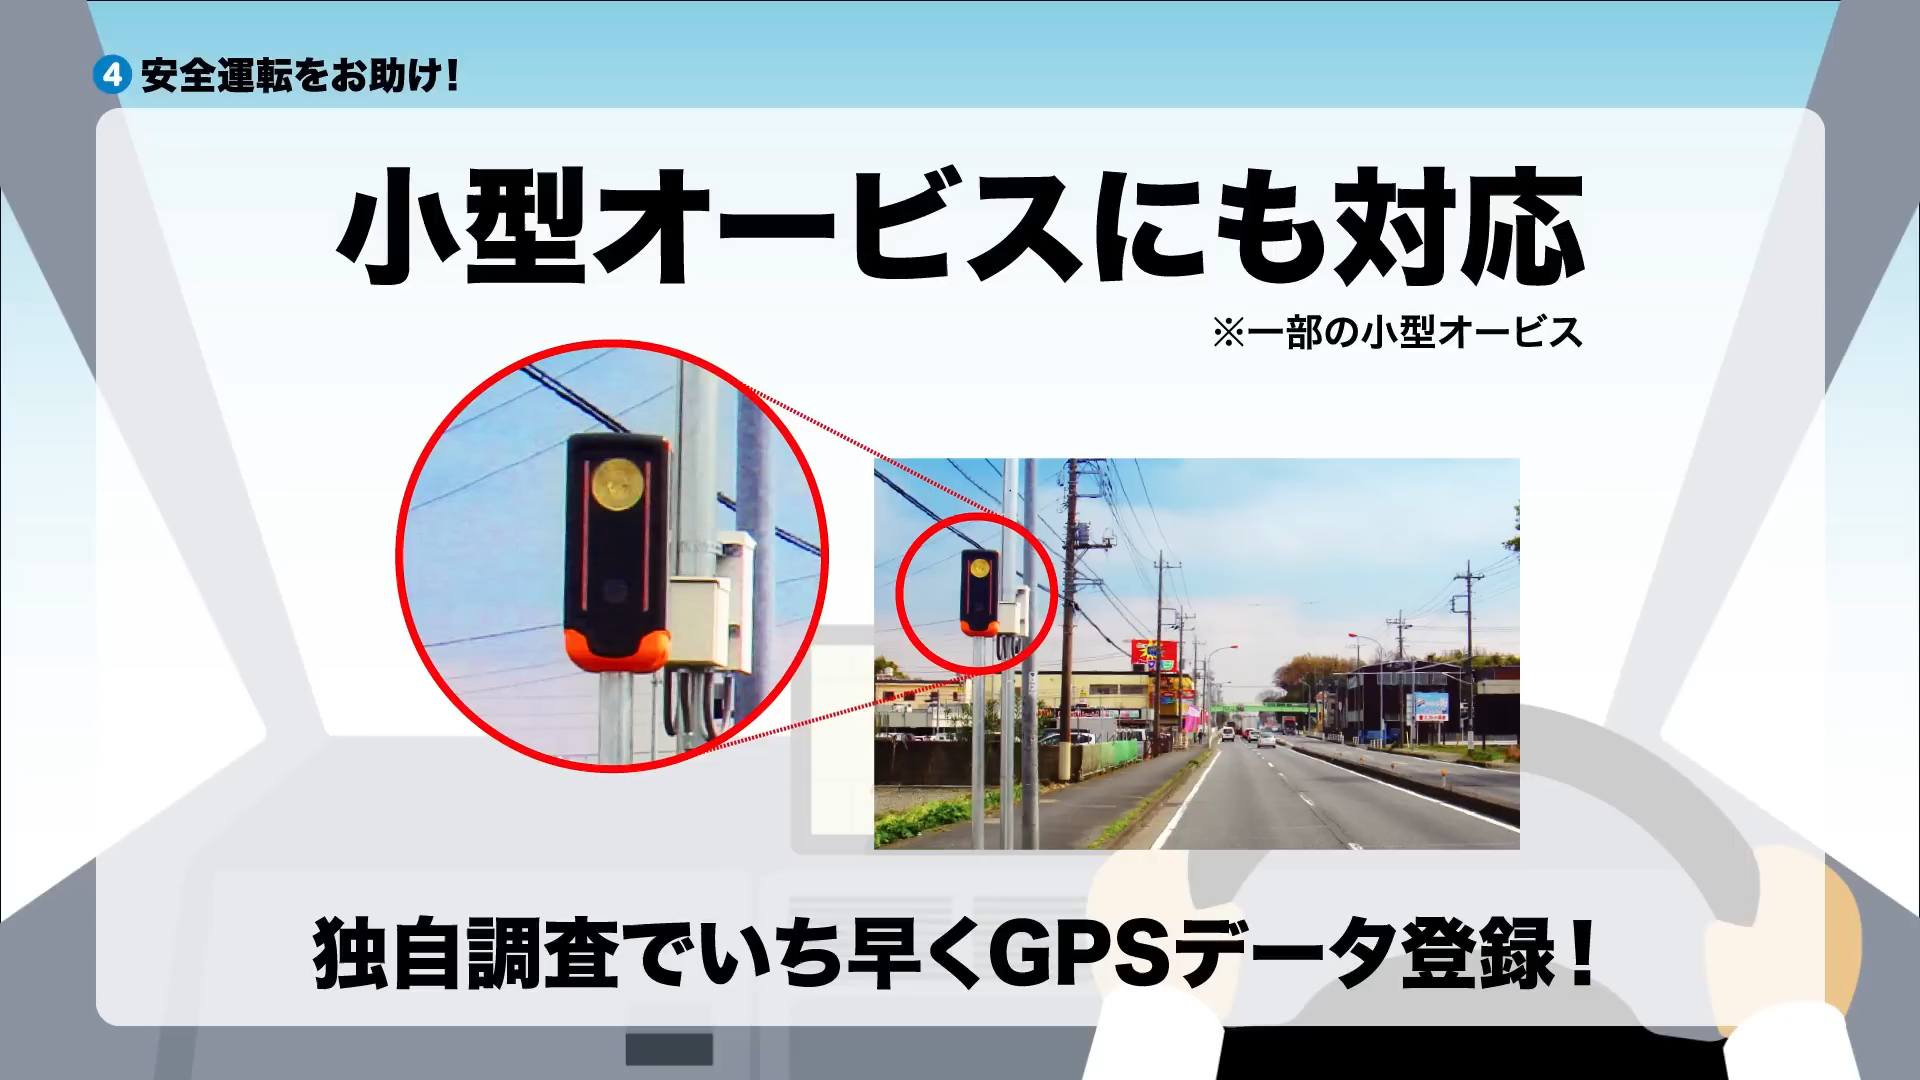 4 安全運転をお助け!
小型オービスにも対応
※一部の小型オービス
独自調査でいち早くGPSデータ登録!